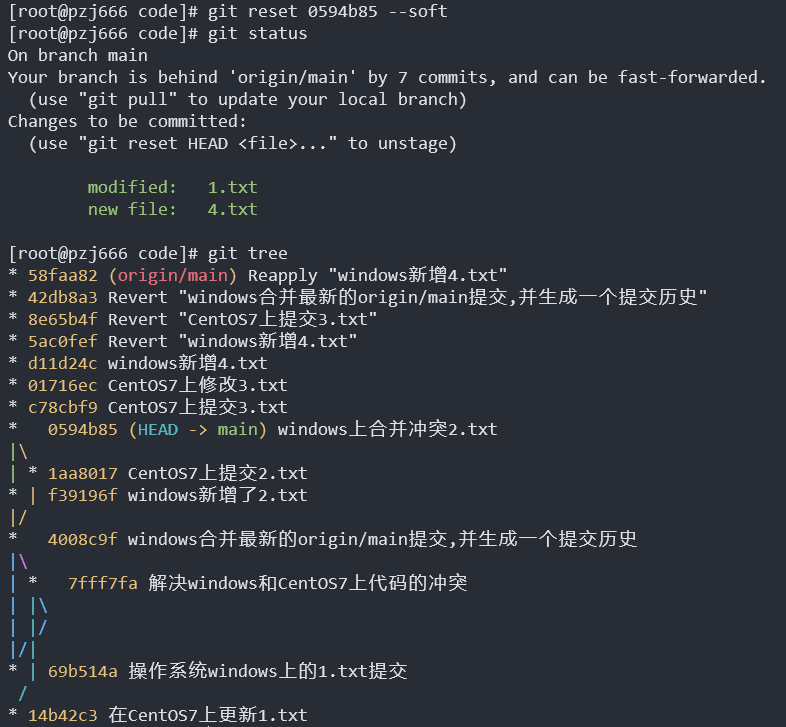 [root@pzj666 code]# git reset 0594b85 --soft
[root@pzj666 code]# git status
On branch main
Your branch is behind 'origin/main' by 7 commits, and can be fast-forwarded.
  (use "git pull" to update your local branch)
Changes to be committed:
  (use "git reset HEAD <file>..." to unstage)

        modified:   1.txt
        new file:   4.txt

[root@pzj666 code]# git tree
* 58faa82 (origin/main) Reapply "windows新增4.txt"
* 42db8a3 Revert "windows合并最新的origin/main提交,并生成一个提交历史"
* 8e65b4f Revert "CentOS7上提交3.txt"
* 5ac0fef Revert "windows新增4.txt"
* d11d24c windows新增4.txt
* 01716ec CentOS7上修改3.txt
* c78cbf9 CentOS7上提交3.txt
*   0594b85 (HEAD -> main) windows上合并冲突2.txt
|\
| * 1aa8017 CentOS7上提交2.txt
* | f39196f windows新增了2.txt
|/
*   4008c9f windows合并最新的origin/main提交,并生成一个提交历史
|\
| *   7fff7fa 解决windows和CentOS7上代码的冲突
| |\
| |/
|/|
* | 69b514a 操作系统windows上的1.txt提交
 /
* 14b42c3 在CentOS7上更新1.txt